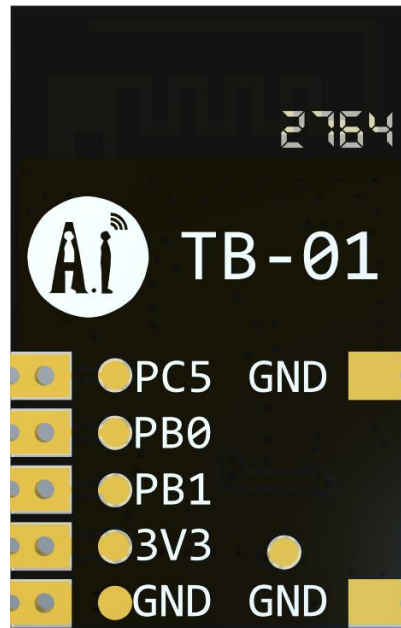 2764
A.i
TB-01
PC5 GND
PB0
PB1
3V3
GND GND